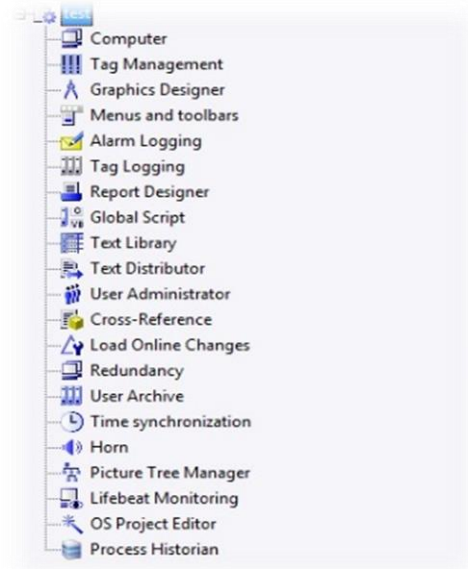 test
Computer
Tag Management
Graphics Designer
Menus and toolbars
Alarm Logging
Tag Logging
Report Designer
Global Script
Text Library
Text Distributor
User Administrator
Cross-Reference
Load Online Changes
Redundancy
User Archive
Time synchronization
Horn
Picture Tree Manager
Lifebeat Monitoring
OS Project Editor
Process Historian